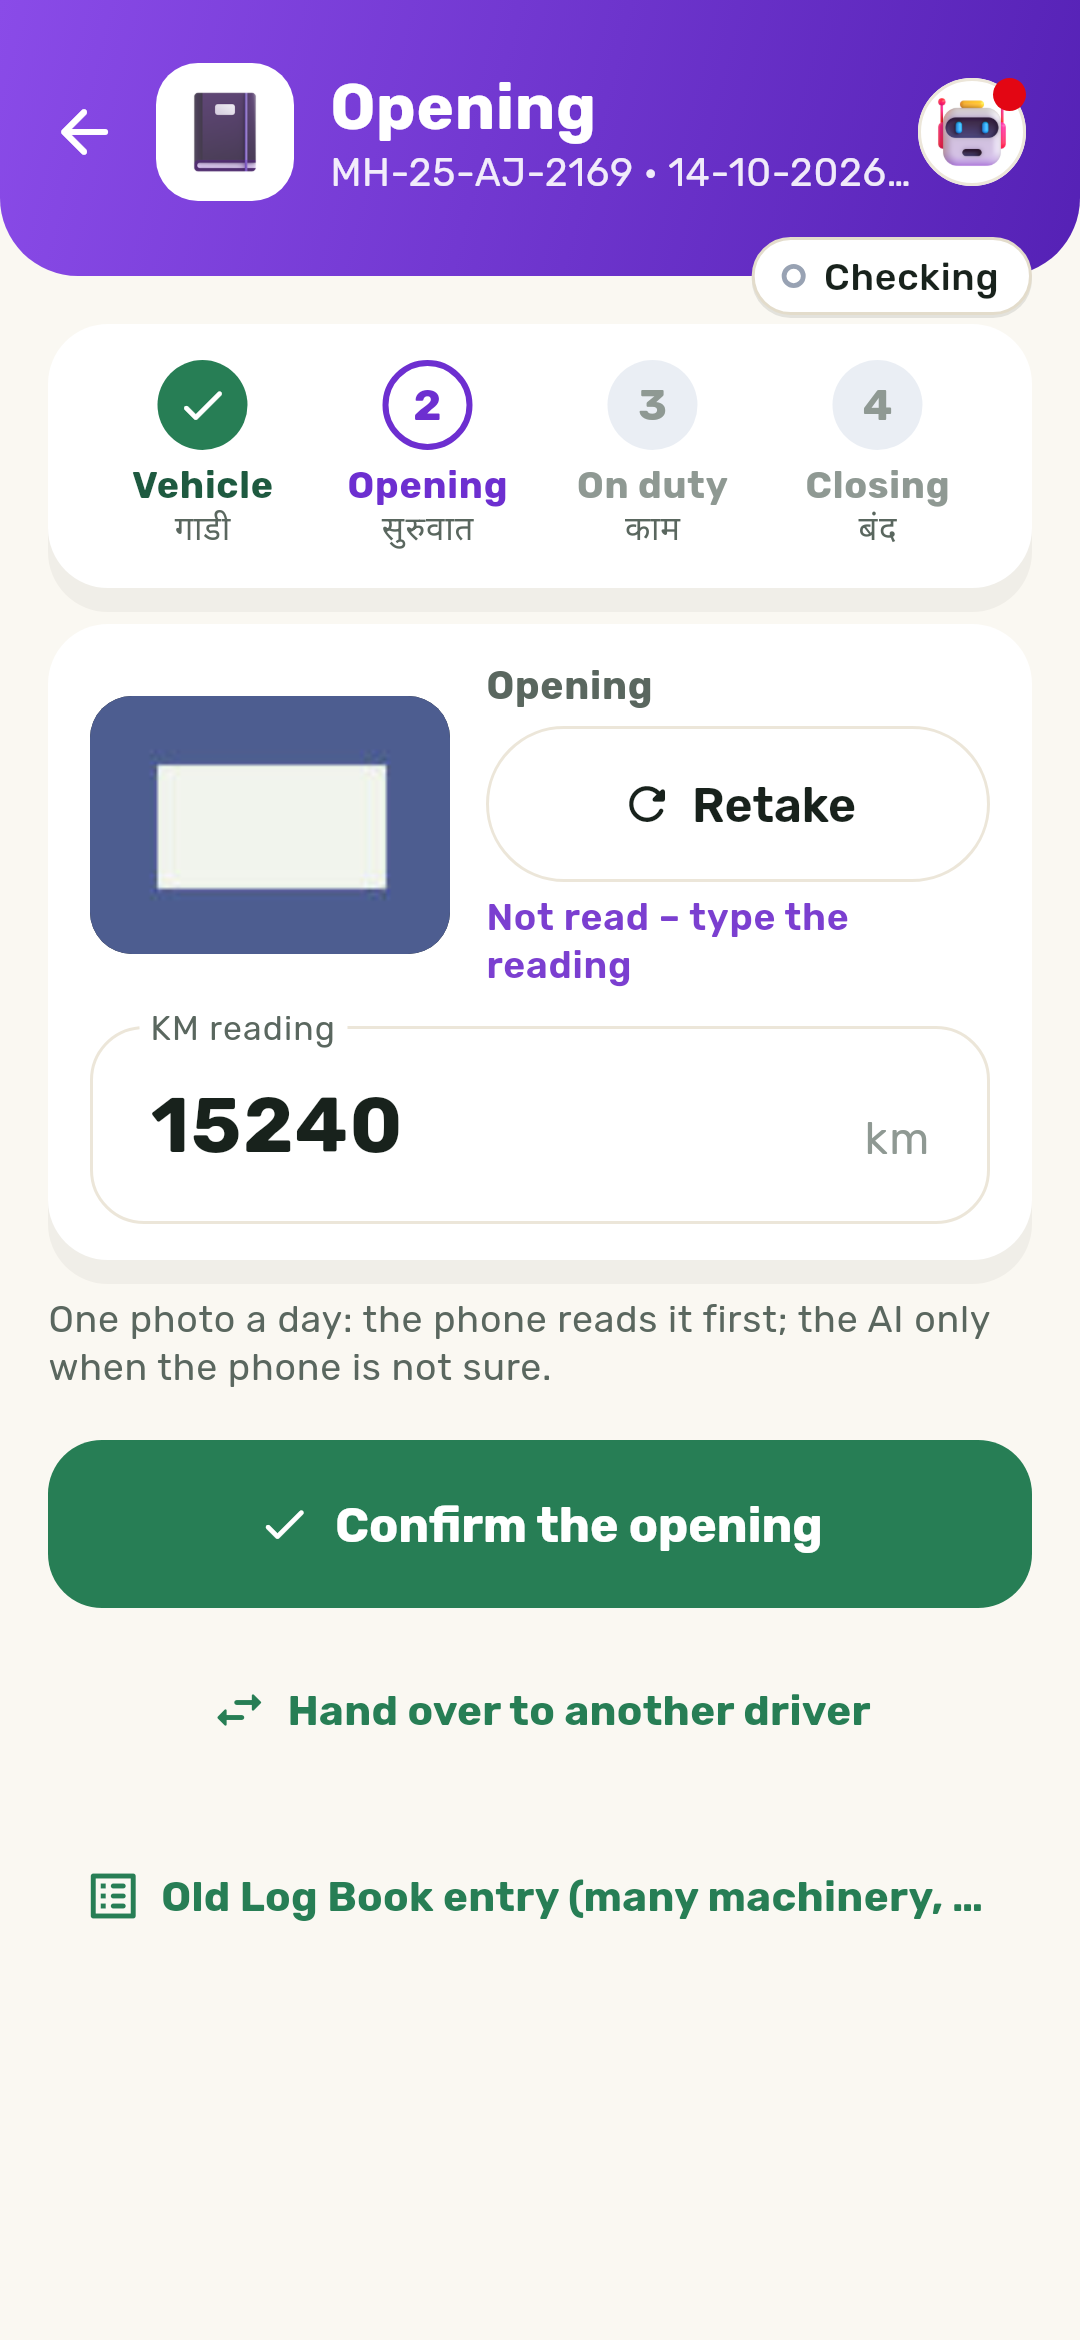 Opening
MH-25-AJ-2169 • 14-10-2026...
Checking
2
3
4
Vehicle
Opening
On duty
Closing
गाडी
सुरुवात
काम
बंद
Opening
Retake
Not read – type the
reading
KM reading
15240
km
One photo a day: the phone reads it first; the AI only
when the phone is not sure.
Confirm the opening
Hand over to another driver
Old Log Book entry (many machinery, ...